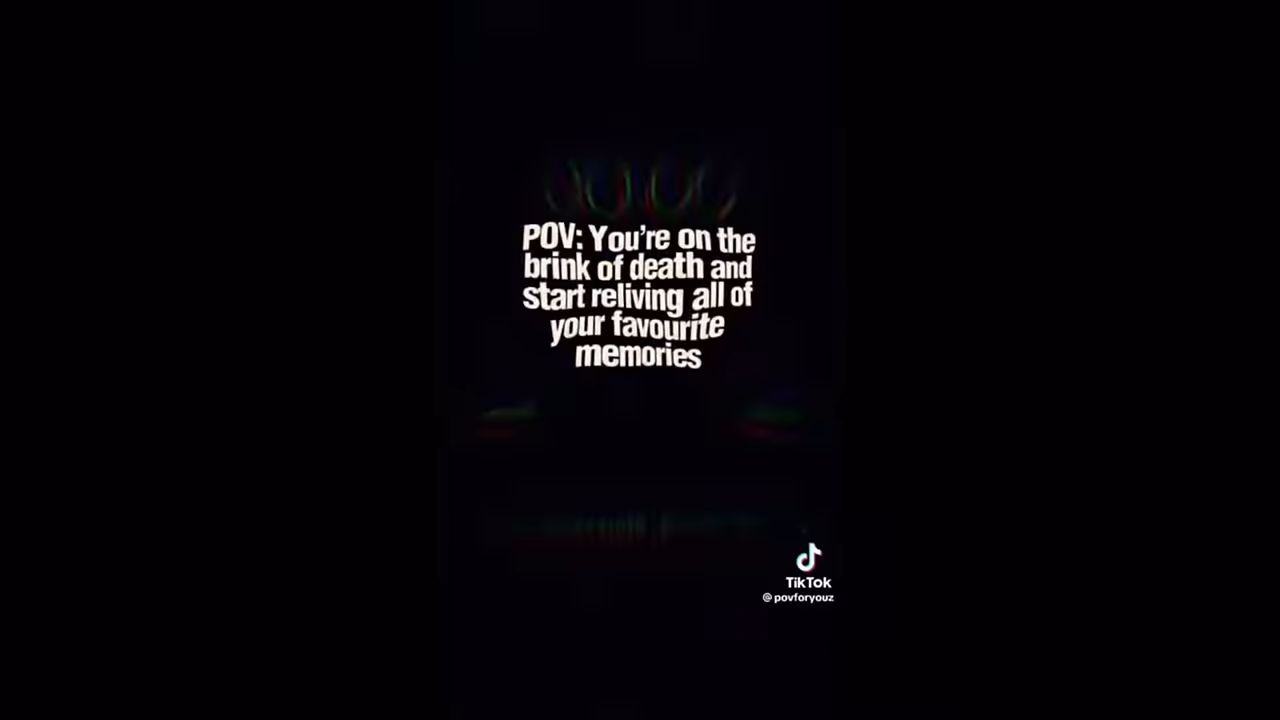 POV: You're on the
brink of death and
start reliving all of
your favourite
memories
TikTok
@povforyouz